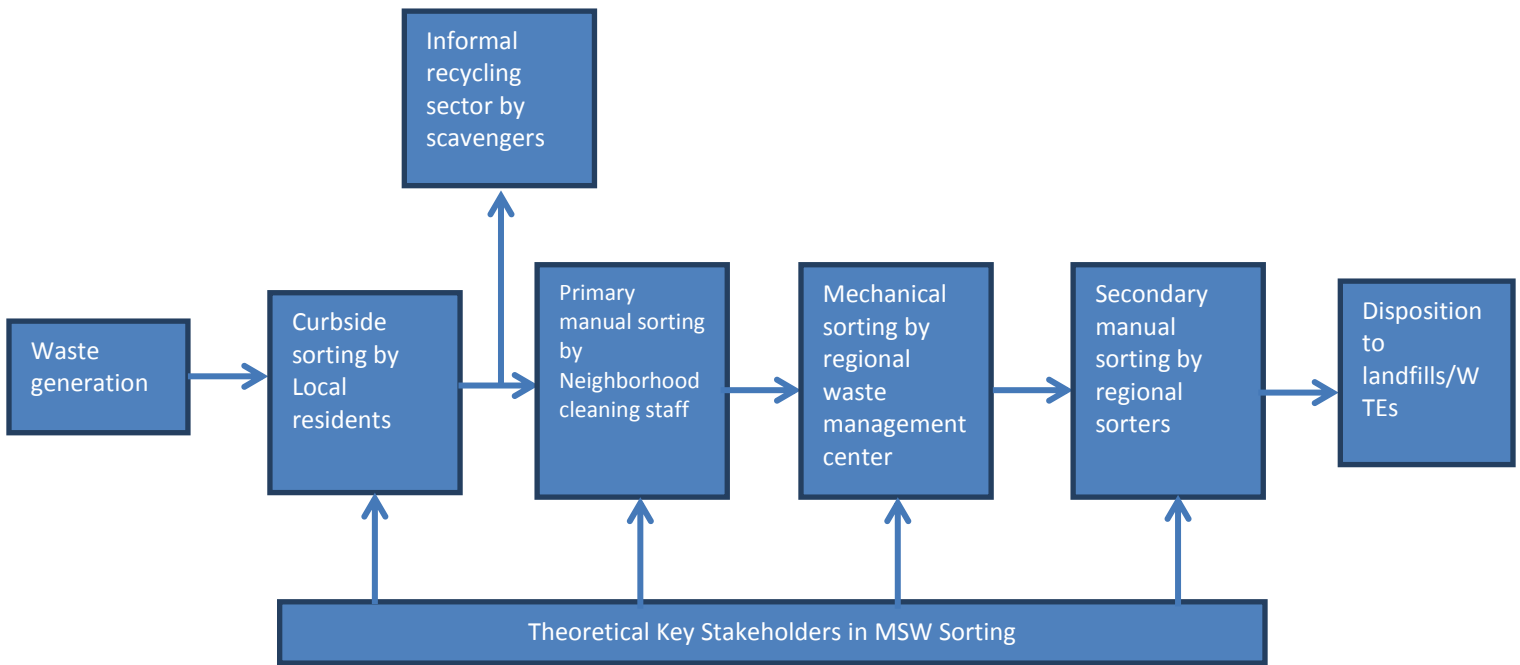 Informal
recycling
sector by
scavengers
Waste
generation
Curbside
sorting by
Local
residents
Primary
manual sorting
by
Neighborhood
cleaning staff
Mechanical
sorting by
regional
waste
management
center
Secondary
manual
sorting by
regional
sorters
Disposition
to
landfills/W
TEs
Theoretical Key Stakeholders in MSW Sorting